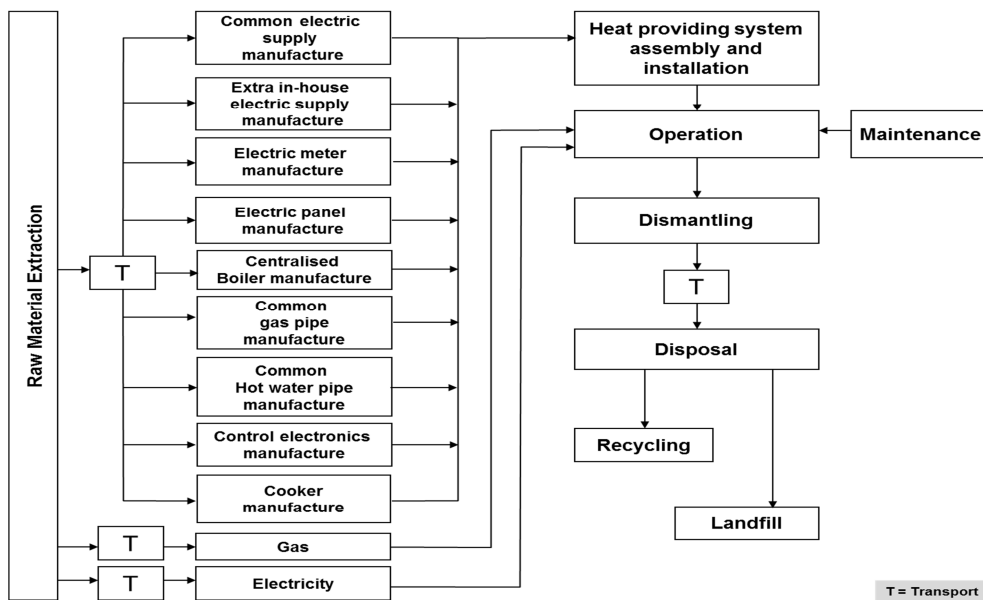 Raw Material Extraction
T
Common electric
supply
manufacture
Extra in-house
electric supply
manufacture
Electric meter
manufacture
Electric panel
manufacture
Centralised
Boiler manufacture
Common
gas pipe
manufacture
Common
Hot water pipe
manufacture
Control electronics
manufacture
Cooker
manufacture
T
Gas
T
Electricity
Heat providing system
assembly and
installation
Operation
Maintenance
Dismantling
T
Disposal
Recycling
Landfill
T = Transport